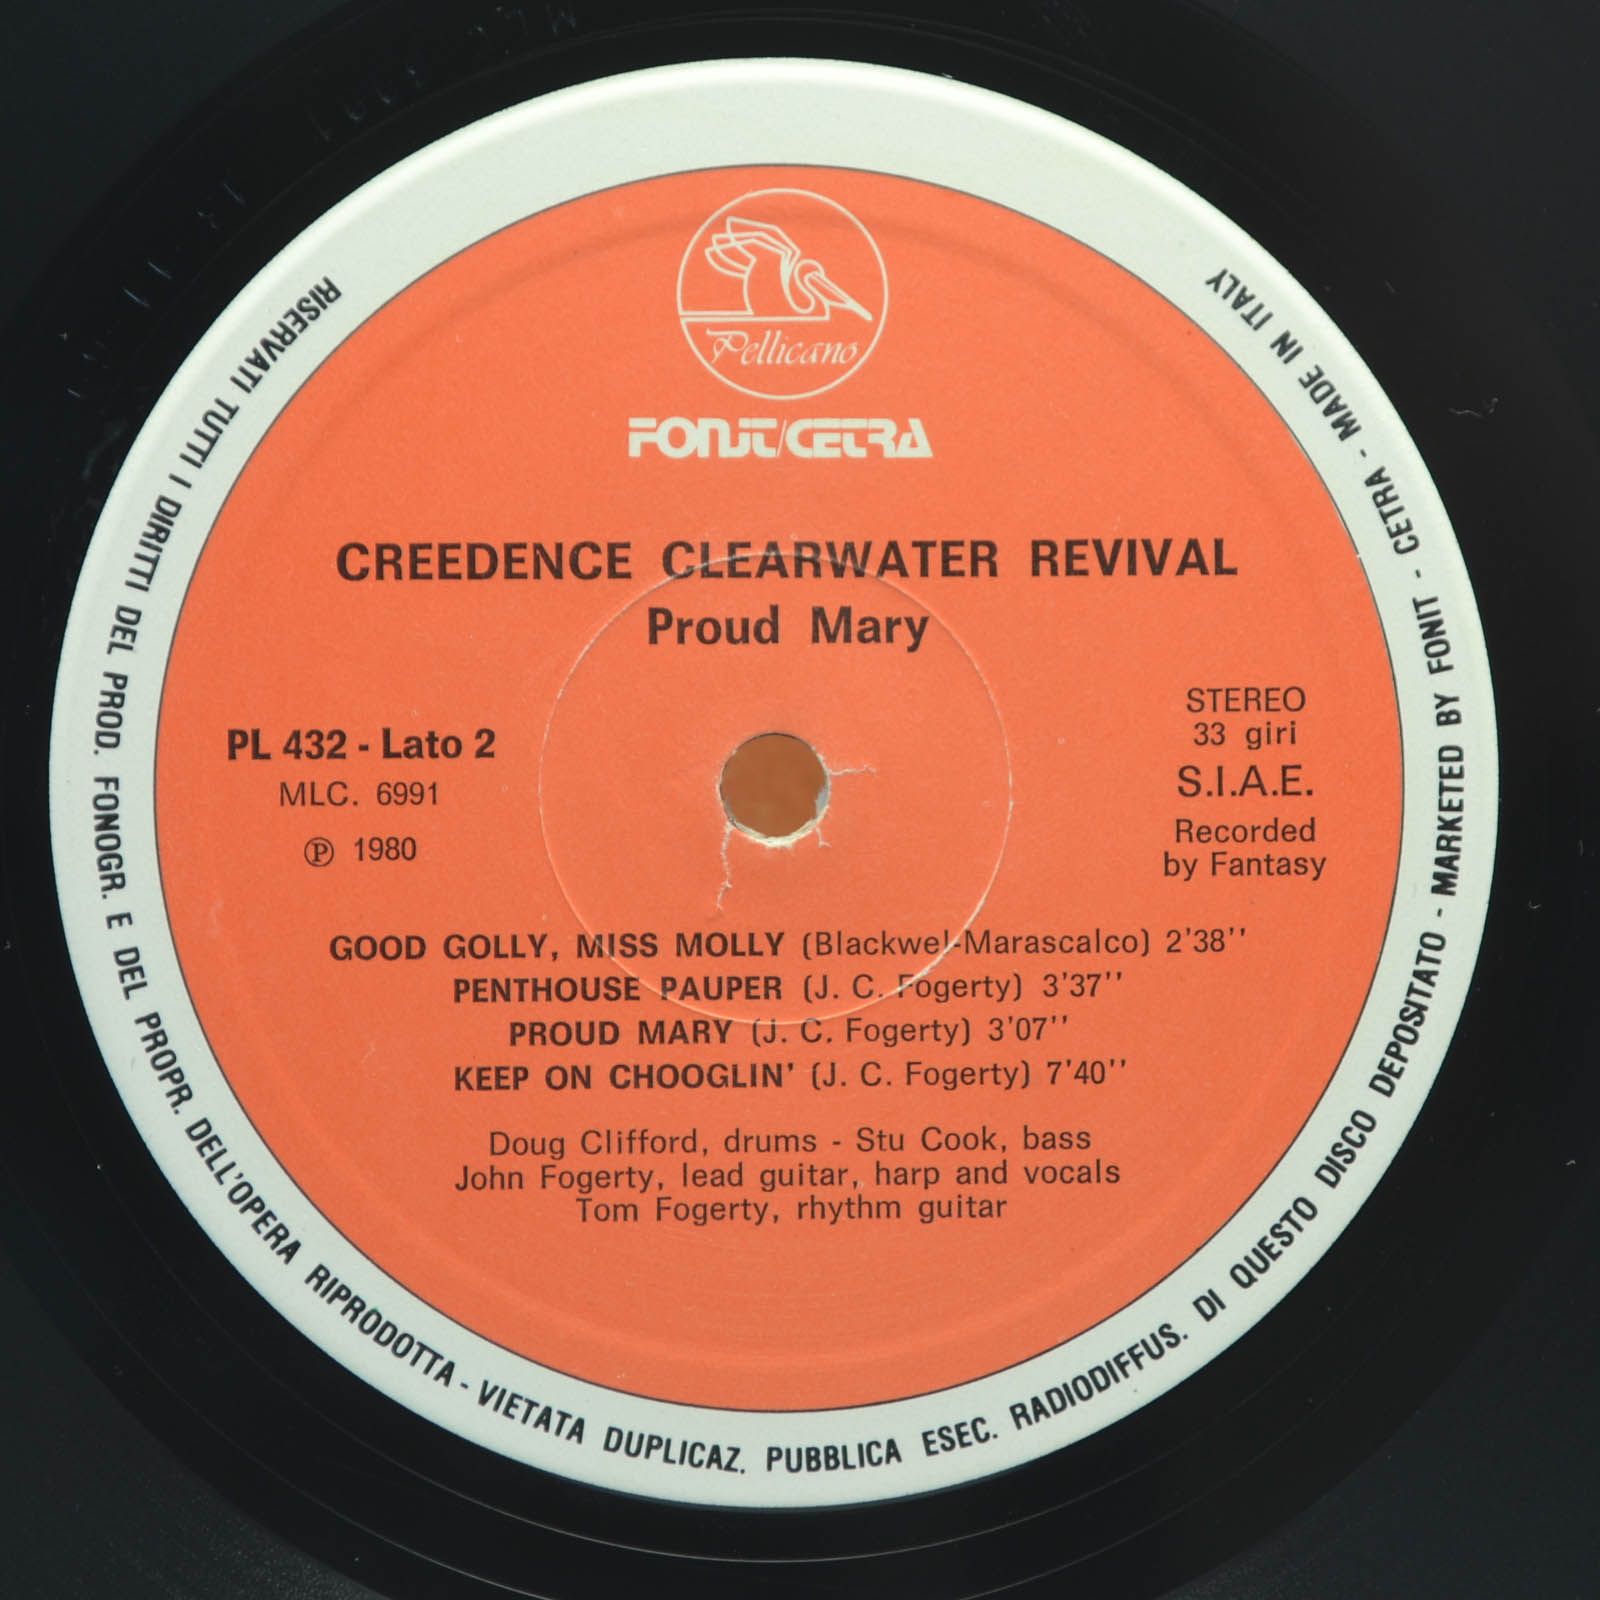 Pellicano
FONIT/CETRA
CREEDENCE CLEARWATER REVIVAL
Proud Mary
PL 432 - Lato 2
MLC. 6991
℗ 1980
STEREO
33 giri
S.I.A.E.
Recorded
by Fantasy
GOOD GOLLY, MISS MOLLY (Blackwel-Marascalco) 2'38''
PENTHOUSE PAUPER (J. C. Fogerty) 3'37''
PROUD MARY (J. C. Fogerty) 3'07''
KEEP ON CHOOGLIN' (J. C. Fogerty) 7'40''
Doug Clifford, drums - Stu Cook, bass
John Fogerty, lead guitar, harp and vocals
Tom Fogerty, rhythm guitar
RISERVATI TUTTI I DIRITTI DEL PROD. FONOGR. E DEL PROPR. DELL'OPERA RIPRODOTTA - VIETATA DUPLICAZ. PUBBLICA ESEC. RADIODIFFUS. DI QUESTO DISCO DEPOSITATO - MARKETED BY FONIT - CETRA - MADE IN ITALY